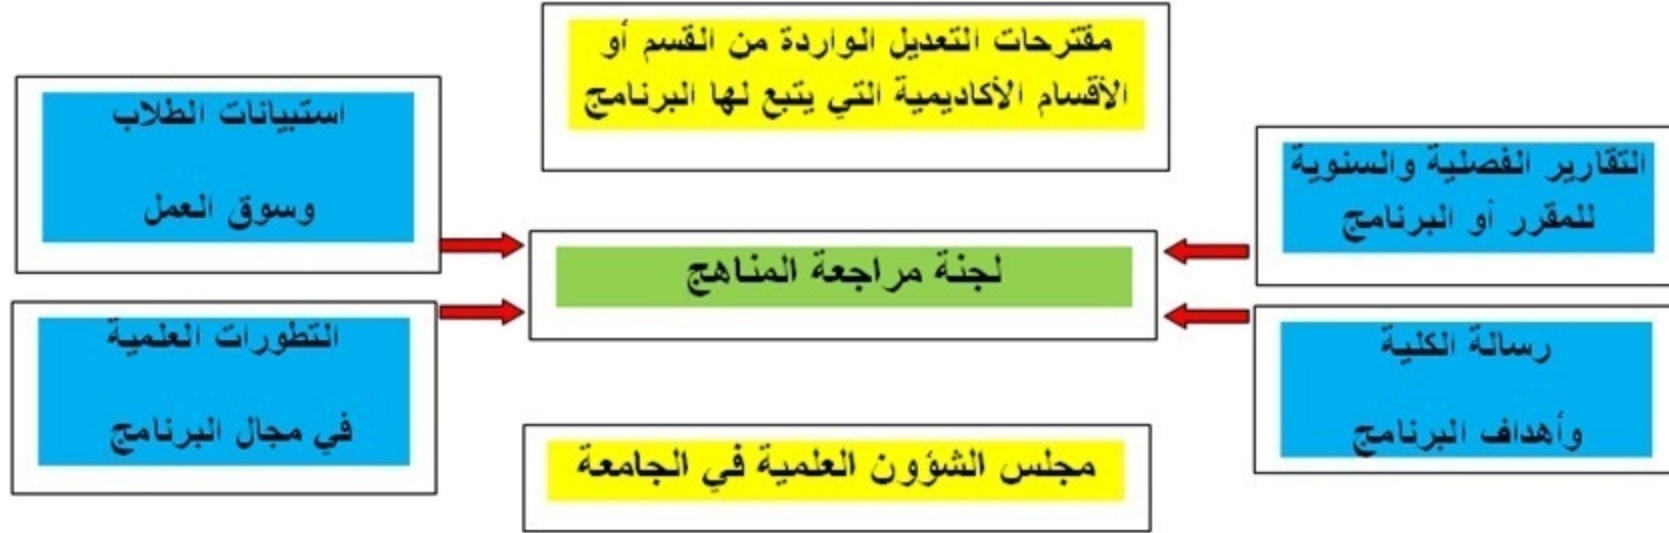 مقترحات التعديل الواردة من القسم أو
الأقسام الأكاديمية التي يتبع لها البرنامج
التقارير الفصلية والسنوية
للمقرر أو البرنامج
استبيانات الطلاب
وسوق العمل
لجنة مراجعة المناهج
رسالة الكلية
وأهداف البرنامج
التطورات العلمية
في مجال البرنامج
مجلس الشؤون العلمية في الجامعة